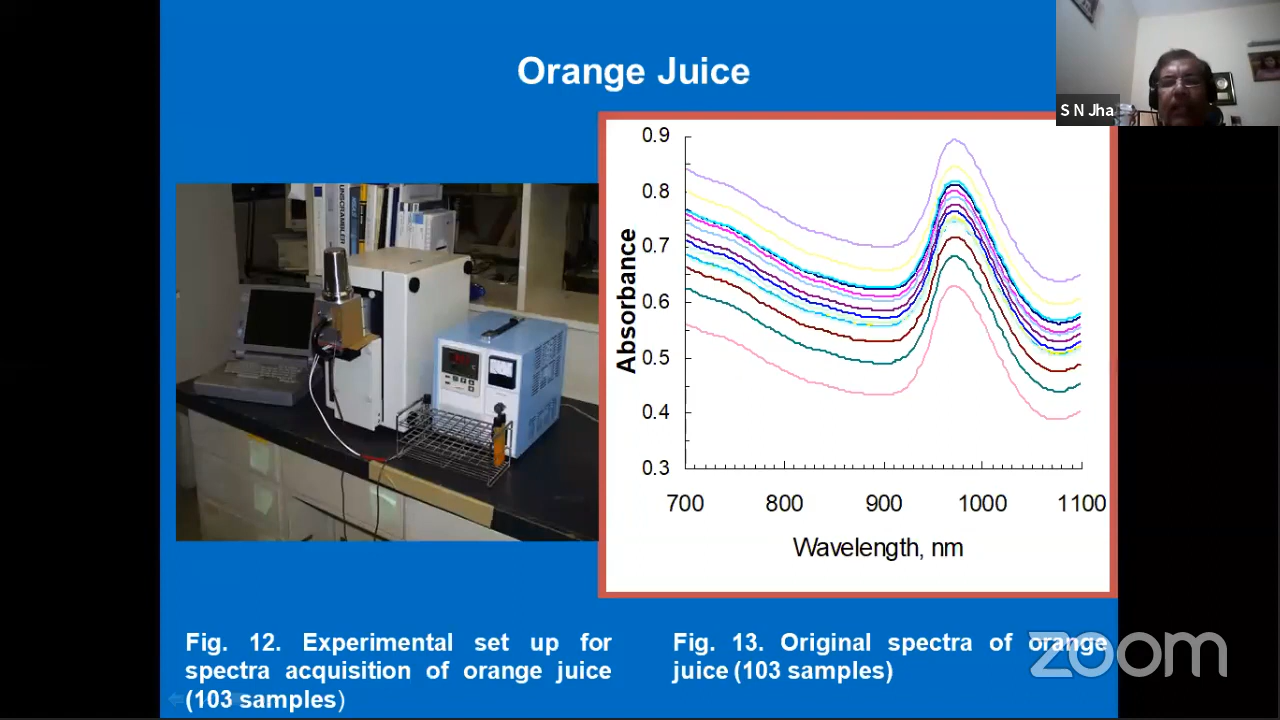 Orange Juice
S N Jha
UNSCRAMBLER
Absorbance
0.9
0.8
0.7
0.6
0.5
0.4
0.3
700 800 900 1000 1100
Wavelength, nm
Fig. 12. Experimental set up for
spectra acquisition of orange juice
(103 samples)
Fig. 13. Original spectra of orange
juice (103 samples)
zoom